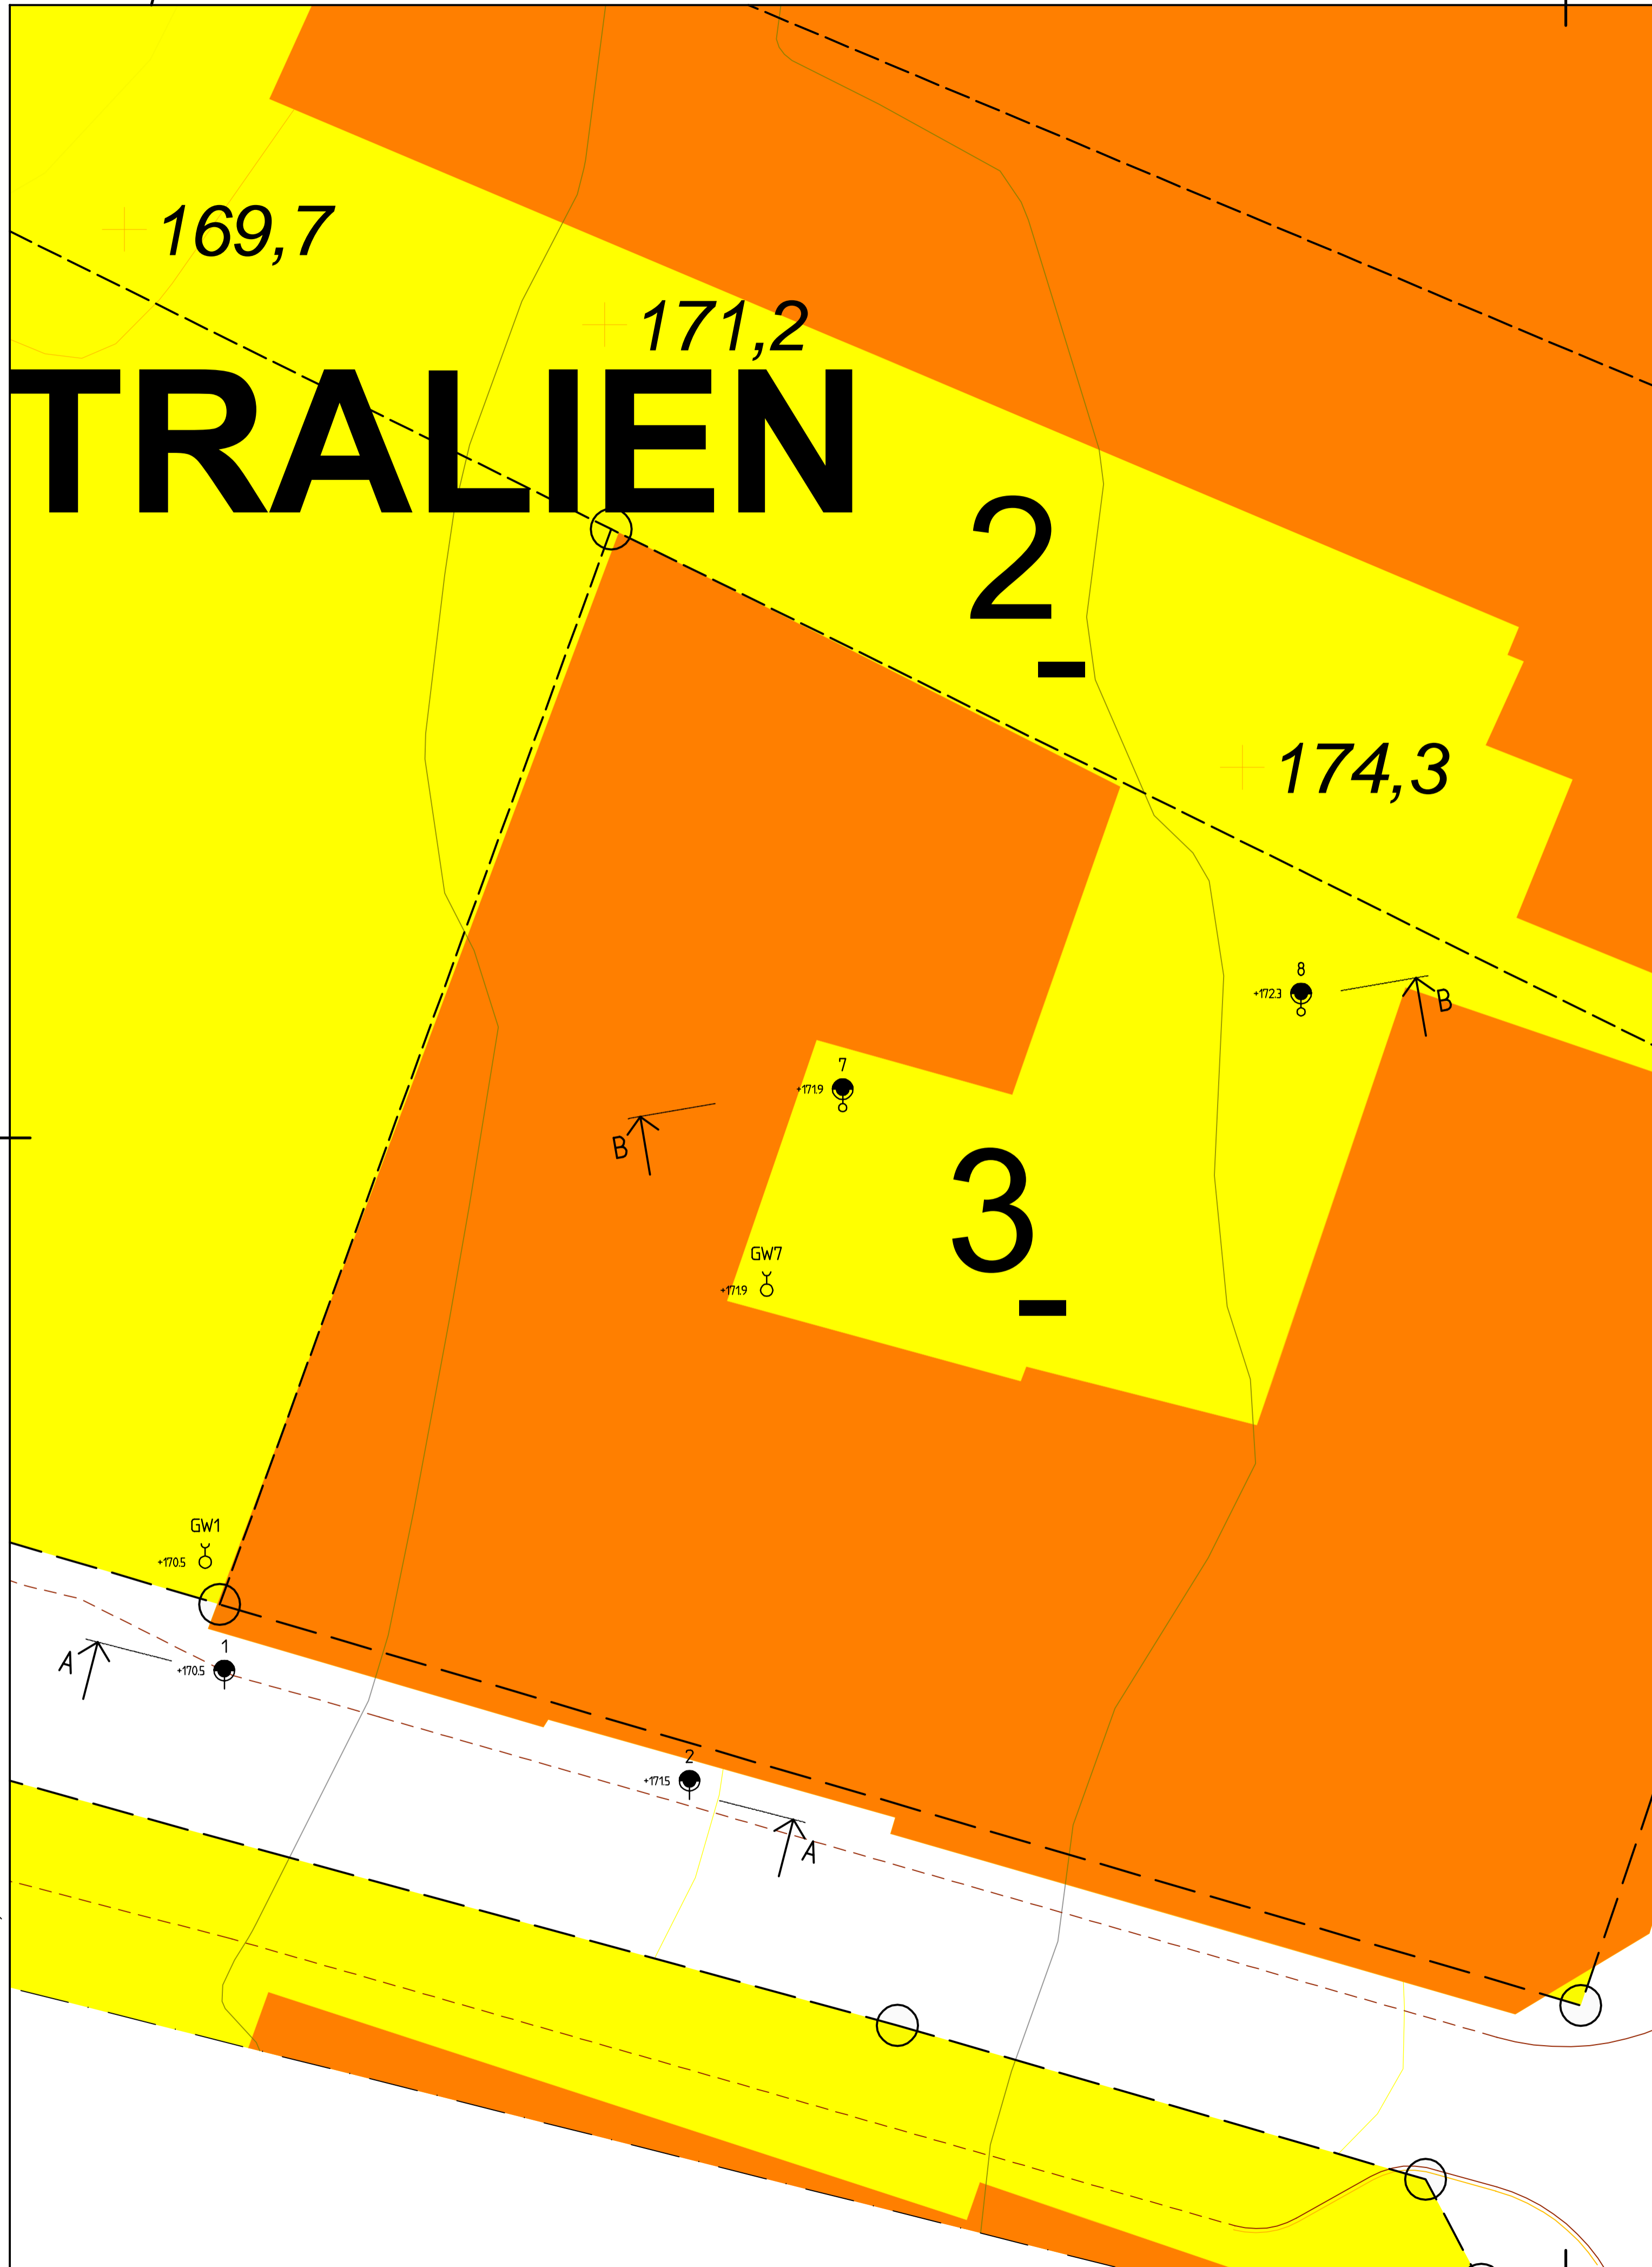 169,7
171,2
TRALIEN
2
174,3
8
+172.3
B
7
+171.9
B
3
GW7
+171.9
GW1
+170.5
1
A
+170.5
2
+171.5
A